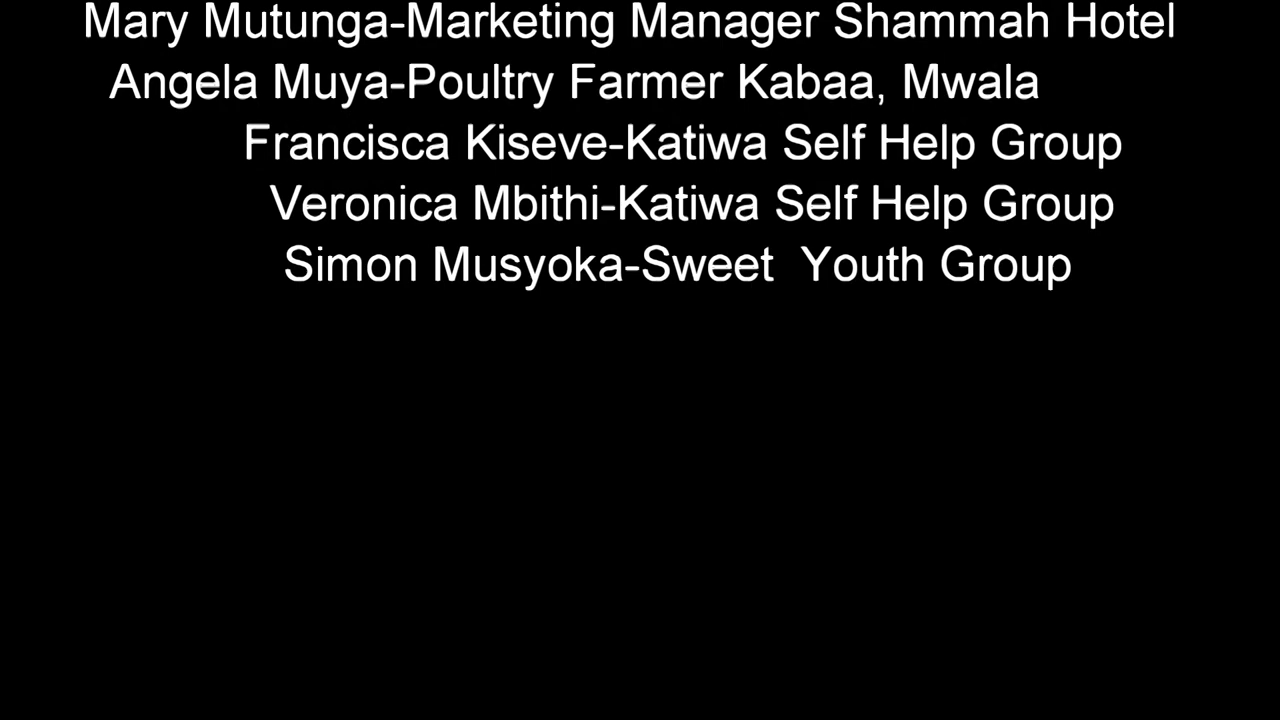 Mary Mutunga-Marketing Manager Shammah Hotel
Angela Muya-Poultry Farmer Kabaa, Mwala
Francisca Kiseve-Katiwa Self Help Group
Veronica Mbithi-Katiwa Self Help Group
Simon Musyoka-Sweet  Youth Group